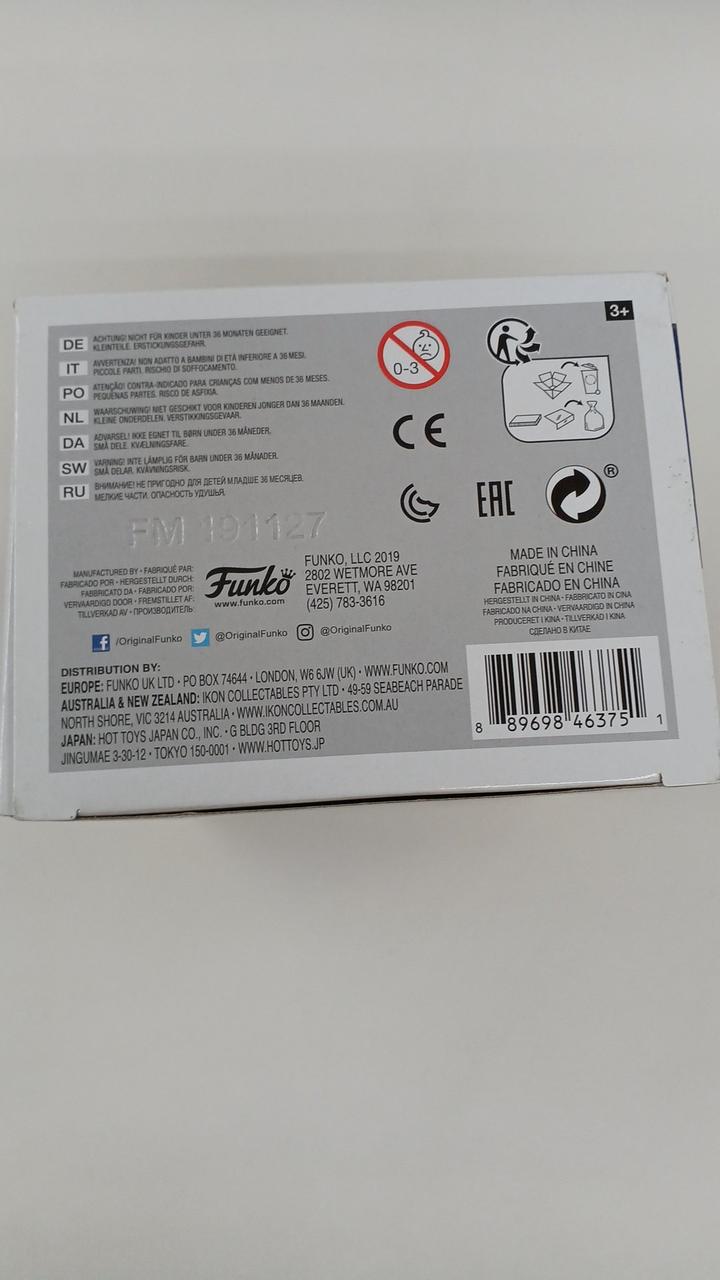 3+
DE ACHTUNG! NICHT FÜR KINDER UNTER 36 MONATEN GEEIGNET.
KLEINTEILE. ERSTICKUNGSGEFAHR.
IT AVVERTENZA! NON ADATTO A BAMBINI DI ETÀ INFERIORE A 36 MESI.
PICCOLE PARTI. RISCHIO DI SOFFOCAMENTO.
PO ATENÇÃO! CONTRA-INDICADO PARA CRIANÇAS COM MENOS DE 36 MESES.
PEQUENAS PARTES. RISCO DE ASFIXIA.
NL WAARSCHUWING! NIET GESCHIKT VOOR KINDEREN JONGER DAN 36 MAANDEN.
KLEINE ONDERDELEN. VERSTIKKINGSGEVAAR.
DA ADVARSEL! IKKE EGNET TIL BØRN UNDER 36 MÅNEDER.
SMÅ DELE. KVÆLNINGSFARE.
SW VARNING! INTE LÄMPLIG FÖR BARN UNDER 36 MÅNADER.
SMÅ DELAR. KVÄVNINGSRISK.
RU ВНИМАНИЕ! НЕ ПРИГОДНО ДЛЯ ДЕТЕЙ МЛАДШЕ 36 МЕСЯЦЕВ.
МЕЛКИЕ ЧАСТИ. ОПАСНОСТЬ УДУШЬЯ.
0-3
CE
EAC
®
FM 191127
MANUFACTURED BY • FABRIQUÉ PAR:
FABRICADO POR • HERGESTELLT DURCH:
FABBRICATO DA • FABRICADO POR:
VERVAARDIGD DOOR • FREMSTILLET AF:
TILLVERKAD AV • ПРОИЗВОДИТЕЛЬ:
Funko
www.funko.com
FUNKO, LLC 2019
2802 WETMORE AVE
EVERETT, WA 98201
(425) 783-3616
MADE IN CHINA
FABRIQUÉ EN CHINE
FABRICADO EN CHINA
HERGESTELLT IN CHINA • FABBRICATO IN CINA
FABRICADO NA CHINA • VERVAARDIGD IN CHINA
PRODUCERET I KINA • TILLVERKAD I KINA
СДЕЛАНО В КИТАЕ
/OriginalFunko @OriginalFunko @OriginalFunko
DISTRIBUTION BY:
EUROPE: FUNKO UK LTD • PO BOX 74644 • LONDON, W6 6JW (UK) • WWW.FUNKO.COM
AUSTRALIA & NEW ZEALAND: IKON COLLECTABLES PTY LTD • 49-59 SEABEACH PARADE
NORTH SHORE, VIC 3214 AUSTRALIA • WWW.IKONCOLLECTABLES.COM.AU
JAPAN: HOT TOYS JAPAN CO., INC. • G BLDG 3RD FLOOR
JINGUMAE 3-30-12 • TOKYO 150-0001 • WWW.HOTTOYS.JP
8 89698 46375 1